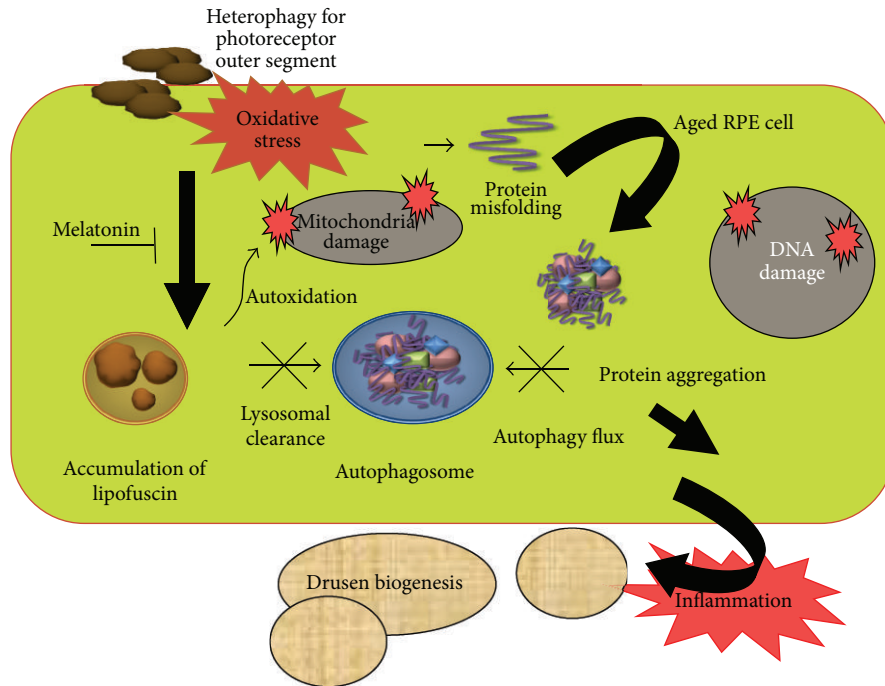 Heterophagy for
photoreceptor
outer segment
Oxidative
stress
Aged RPE cell
Protein
misfolding
Melatonin
Mitochondria
damage
DNA
damage
Autoxidation
Protein aggregation
Lysosomal
clearance
Autophagy flux
Accumulation of
lipofuscin
Autophagosome
Drusen biogenesis
Inflammation